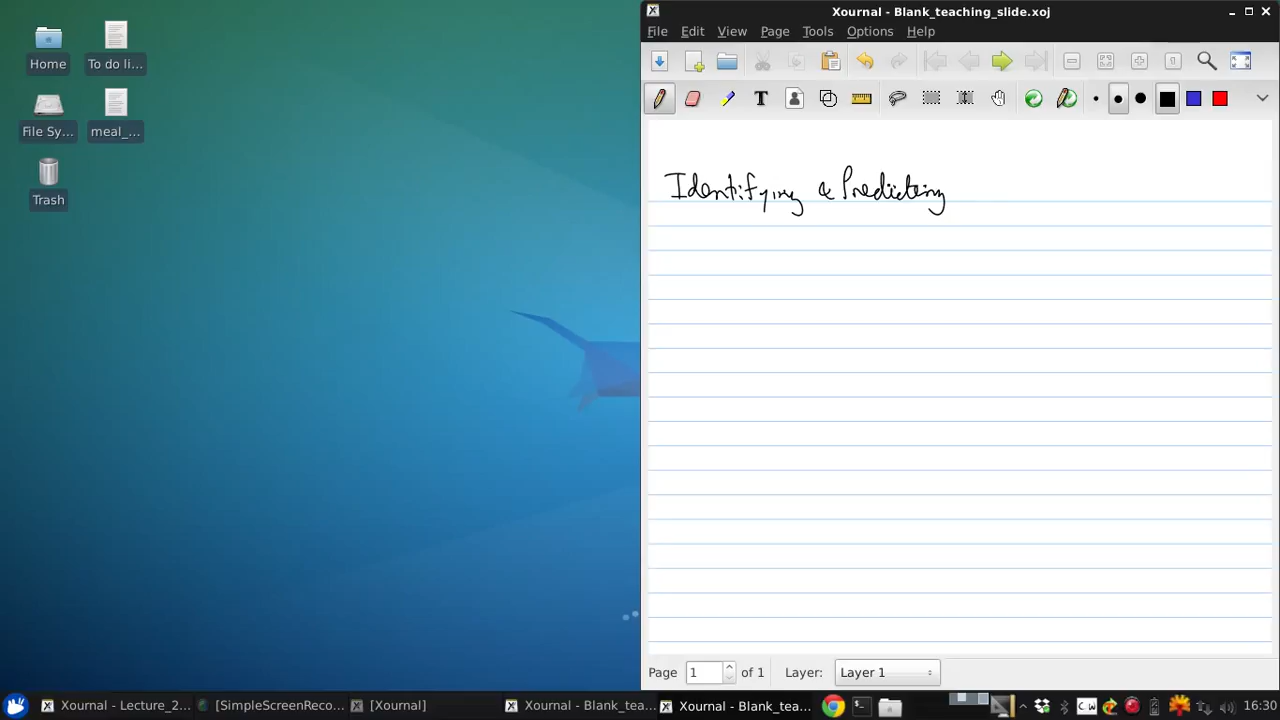 Xournal - Blank_teaching_slide.xoj
File Edit View Page Tools Options Help
Home
To do li...
File Sy...
meal_...
Trash
Identifying & Predicting
Page 1 of 1 Layer: Layer 1
Xournal - Lecture_2... [SimpleScreenReco... [Xournal] Xournal - Blank_tea... Xournal - Blank_tea... 16:30